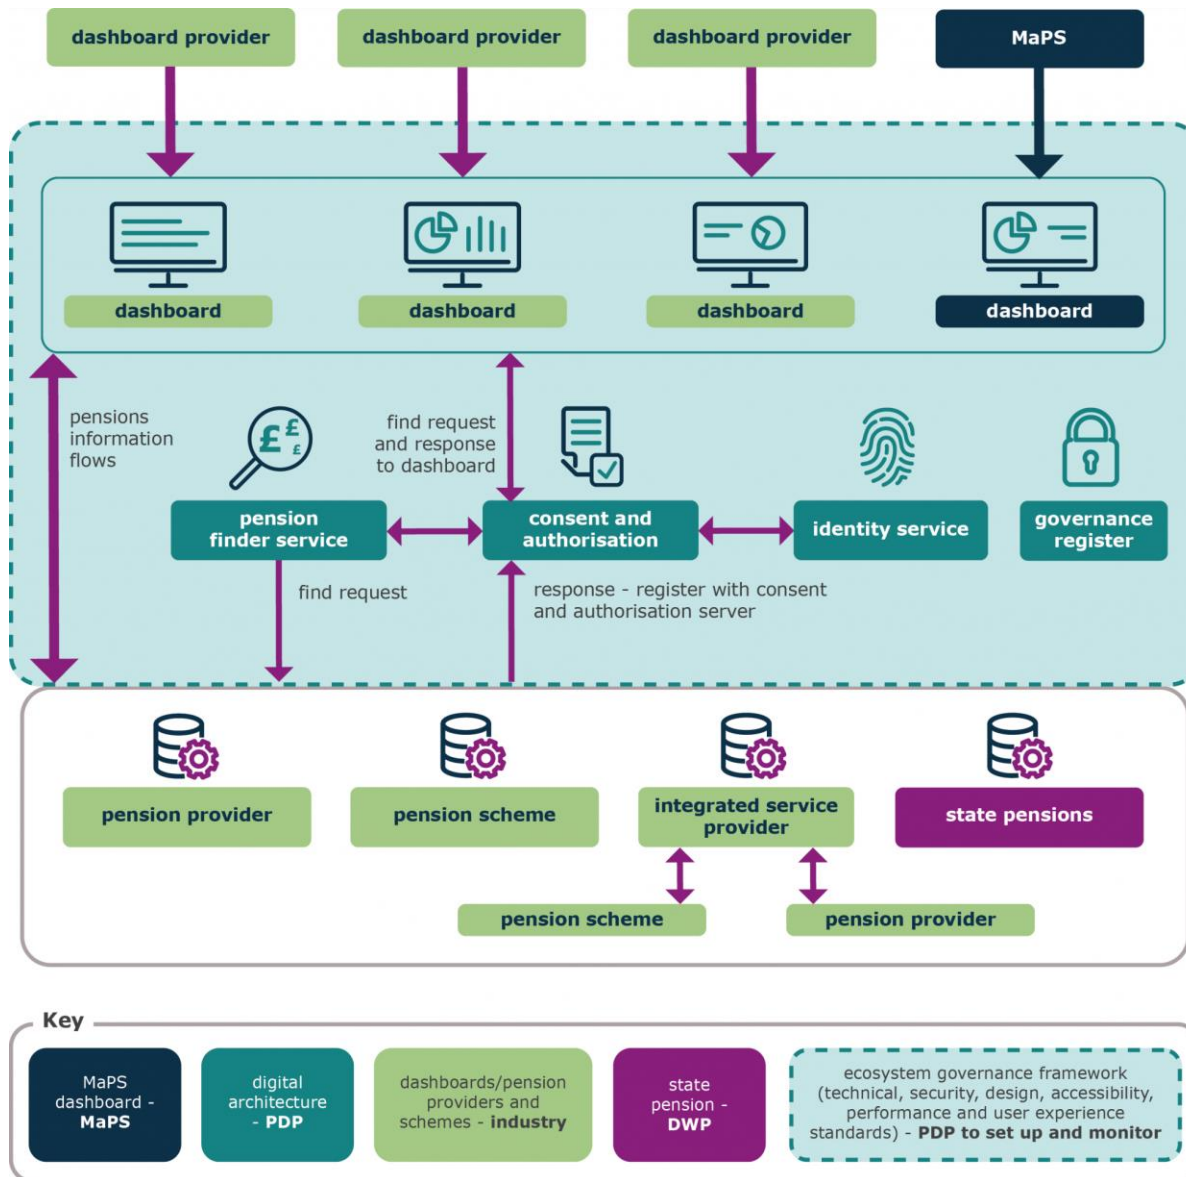 dashboard provider
dashboard provider
dashboard provider
MaPS
dashboard
dashboard
dashboard
dashboard
pensions
information
flows
find request
and response
to dashboard
££££
pension
finder service
consent and
authorisation
identity service
governance
register
find request
response - register with consent
and authorisation server
pension provider
pension scheme
integrated service
provider
state pensions
pension scheme
pension provider
Key
MaPS
dashboard -
MaPS
digital
architecture
- PDP
dashboards/pension
providers and
schemes - industry
state
pension -
DWP
ecosystem governance framework
(technical, security, design, accessibility,
performance and user experience
standards) - PDP to set up and monitor